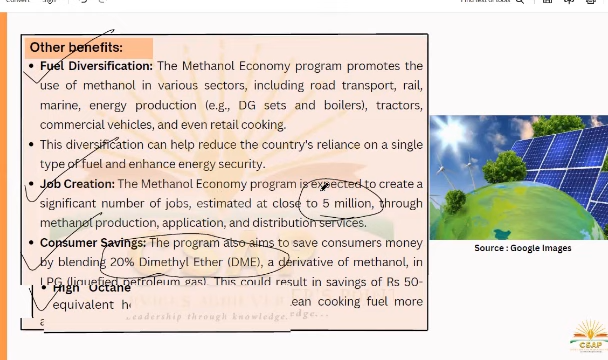 Other benefits:
• Fuel Diversification: The Methanol Economy program promotes the
use of methanol in various sectors, including road transport, rail,
marine, energy production (e.g., DG sets and boilers), tractors,
commercial vehicles, and even retail cooking.
• This diversification can help reduce the country's reliance on a single
type of fuel and enhance energy security.
• Job Creation: The Methanol Economy program is expected to create a
significant number of jobs, estimated at close to 5 million, through
methanol production, application, and distribution services.
• Consumer Savings: The program also aims to save consumers money
by blending 20% Dimethyl Ether (DME), a derivative of methanol, in
LPG (liquefied petroleum gas). This could result in savings of Rs 50-
• High Octane
equivalent
cooking fuel more
Leadership through knowledge
Source : Google Images
CSAP